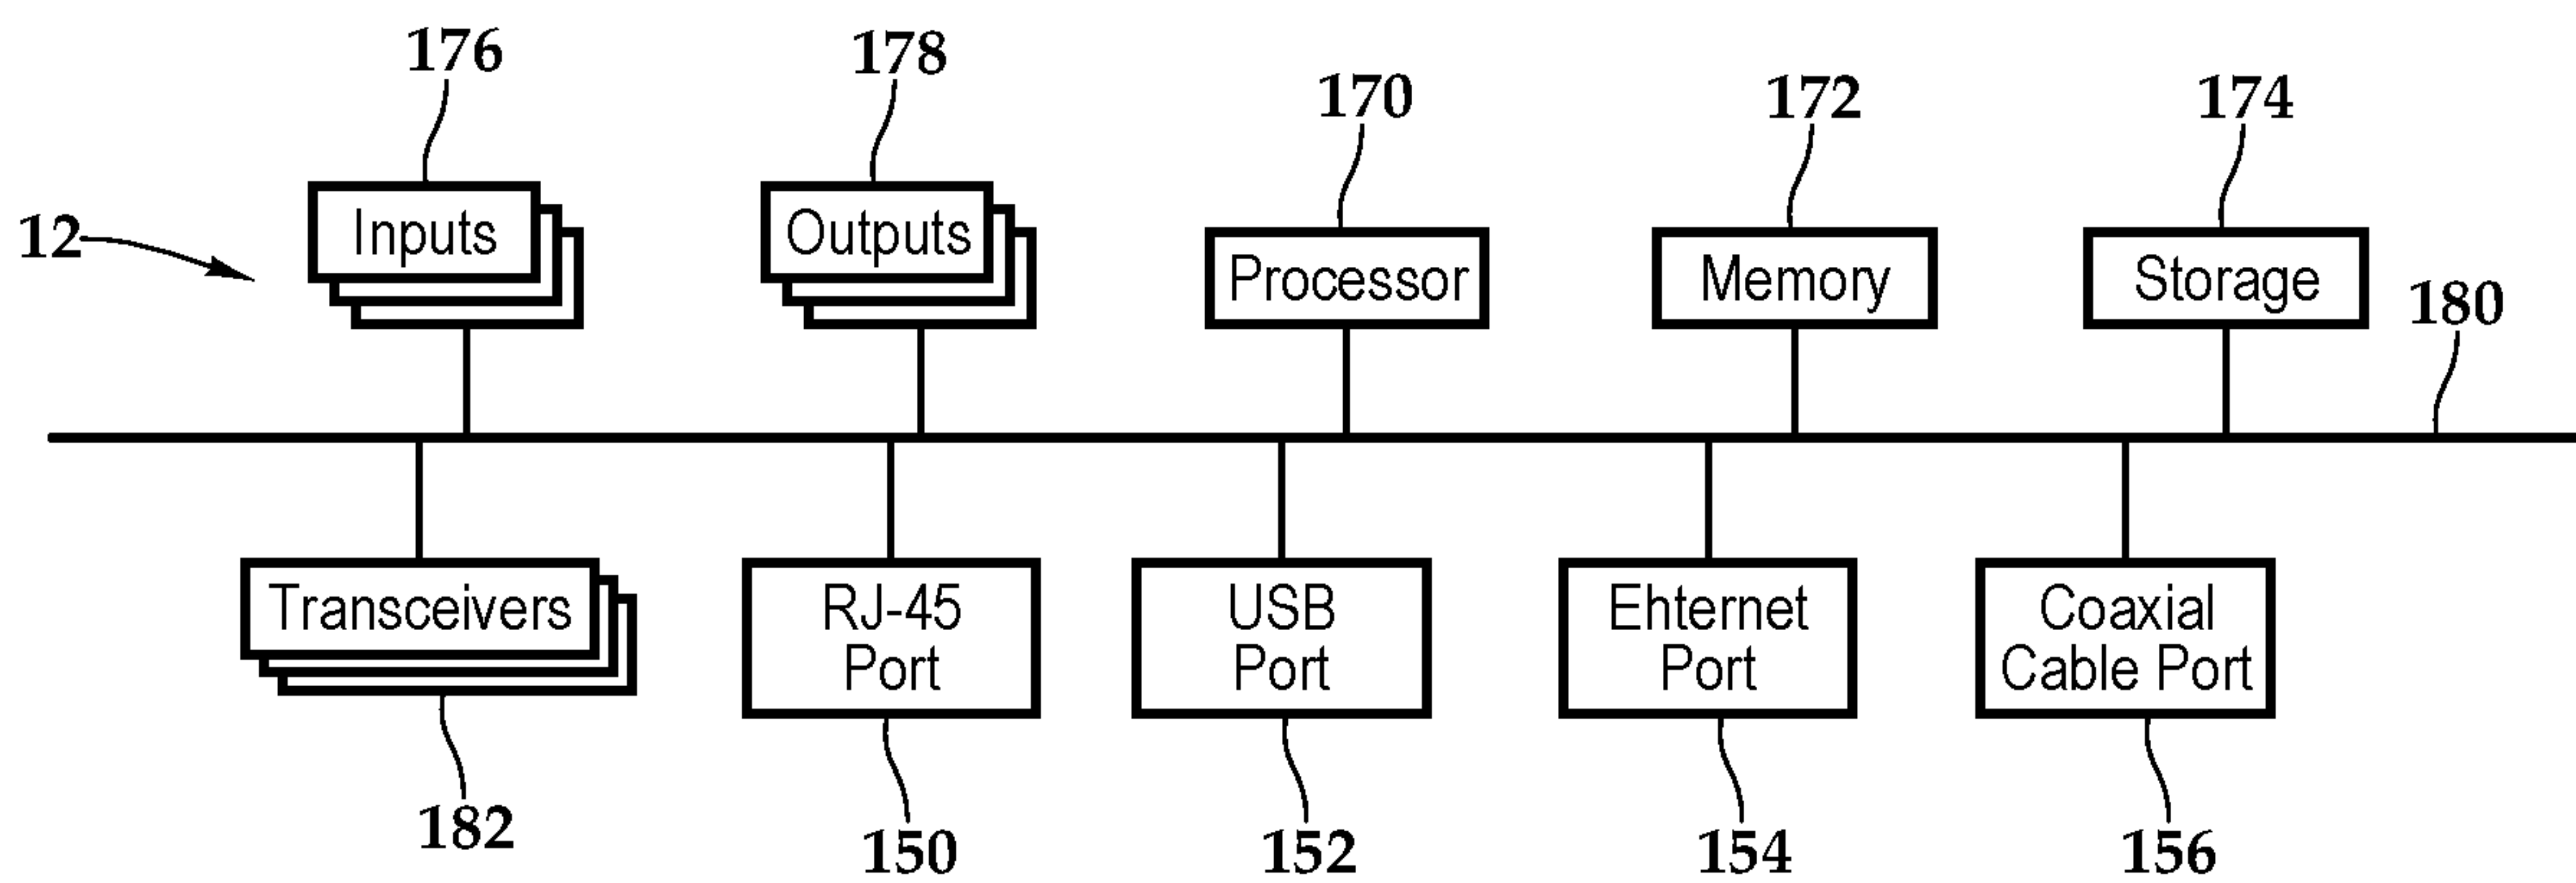 176
178
170
172
174
12
Inputs
Outputs
Processor
Memory
Storage
180
Transceivers
RJ-45
Port
USB
Port
Ehternet
Port
Coaxial
Cable Port
182
150
152
154
156